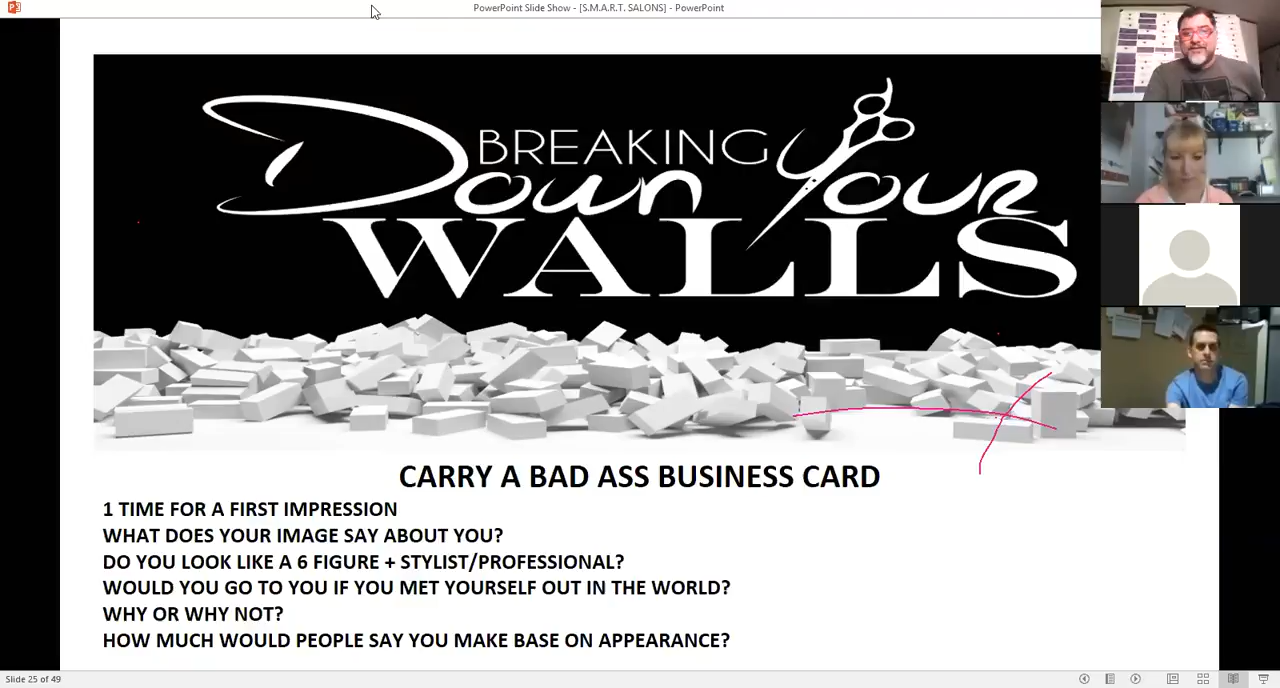 PowerPoint Slide Show - [S.M.A.R.T. SALONS] - PowerPoint
BREAKING
Down Your
WALLS
CARRY A BAD ASS BUSINESS CARD
1 TIME FOR A FIRST IMPRESSION
WHAT DOES YOUR IMAGE SAY ABOUT YOU?
DO YOU LOOK LIKE A 6 FIGURE + STYLIST/PROFESSIONAL?
WOULD YOU GO TO YOU IF YOU MET YOURSELF OUT IN THE WORLD?
WHY OR WHY NOT?
HOW MUCH WOULD PEOPLE SAY YOU MAKE BASE ON APPEARANCE?
Slide 25 of 49